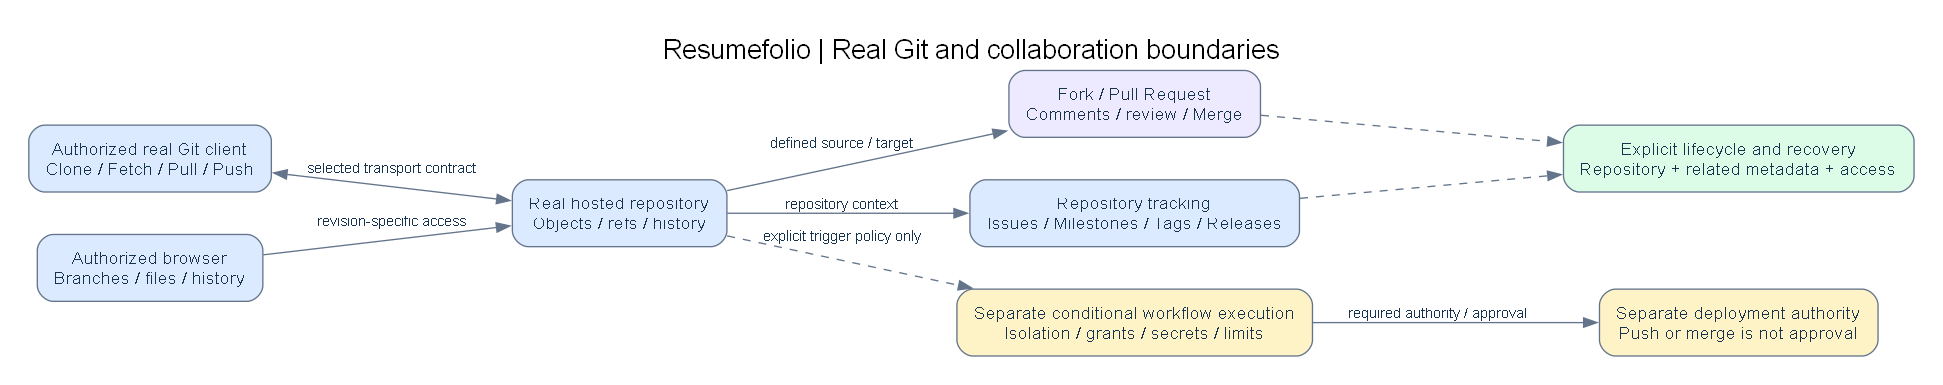 Resumefolio | Real Git and collaboration boundaries
Fork / Pull Request
Comments / review / Merge
Authorized real Git client
Clone / Fetch / Pull / Push
selected transport contract
defined source / target
Explicit lifecycle and recovery
Repository + related metadata + access
Real hosted repository
Objects / refs / history
revision-specific access
repository context
Repository tracking
Issues / Milestones / Tags / Releases
explicit trigger policy only
Authorized browser
Branches / files / history
Separate conditional workflow execution
Isolation / grants / secrets / limits
required authority / approval
Separate deployment authority
Push or merge is not approval